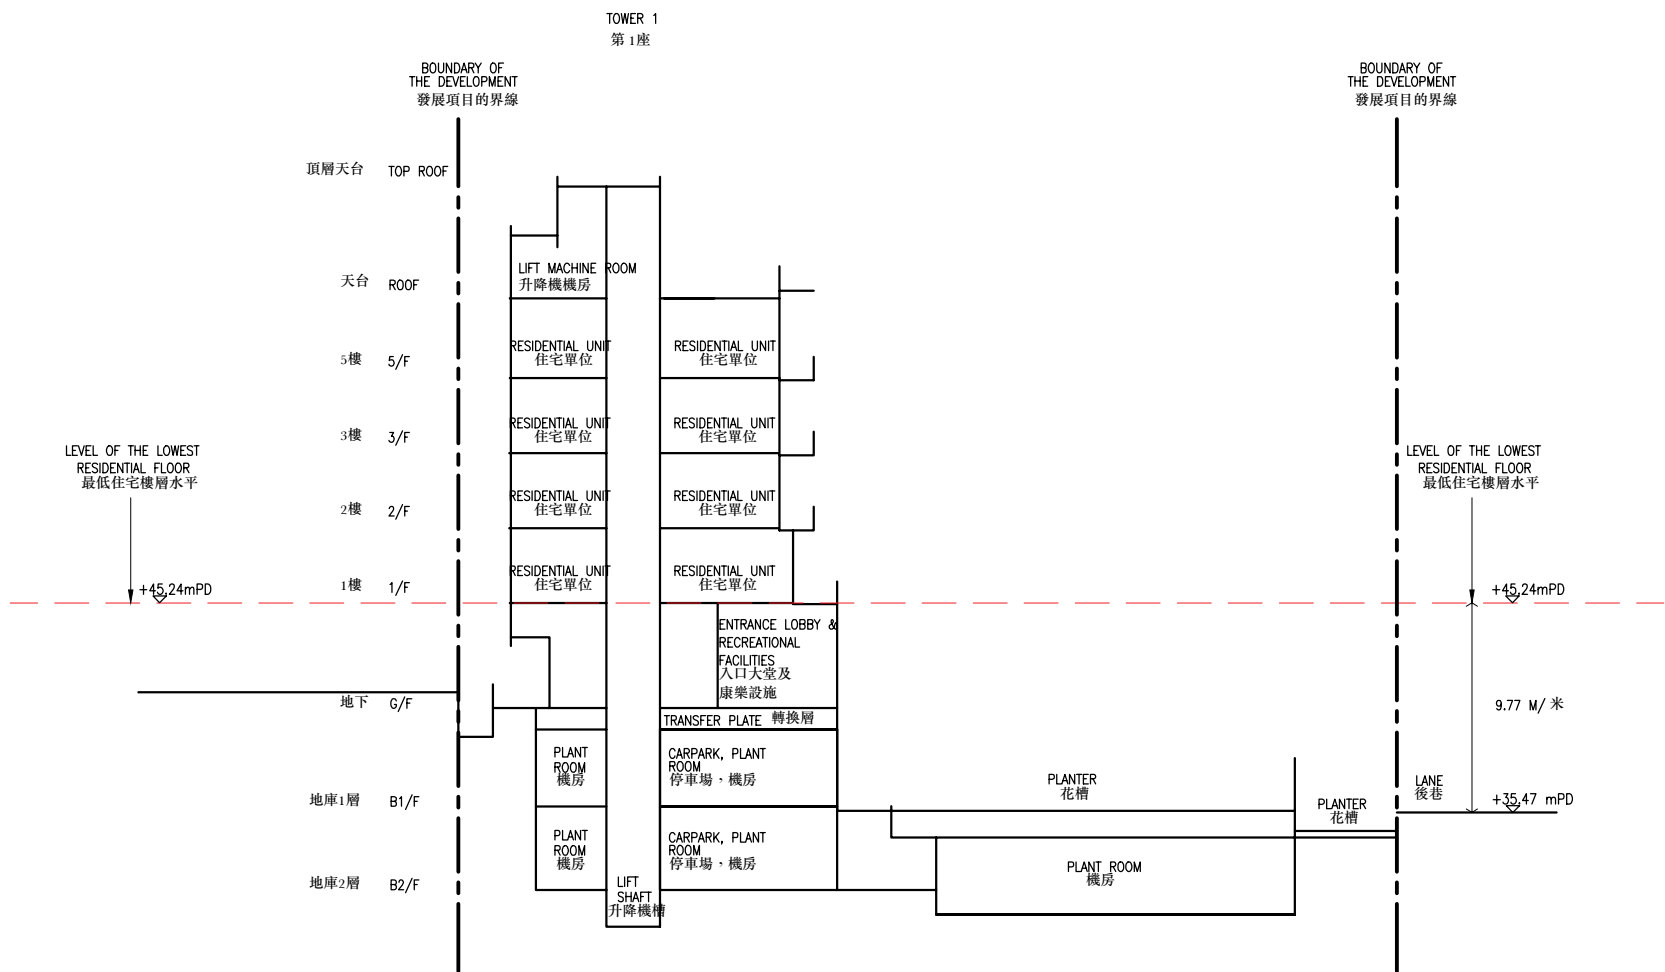 TOWER 1
第1座
BOUNDARY OF
THE DEVELOPMENT
發展項目的界線
BOUNDARY OF
THE DEVELOPMENT
發展項目的界線
頂層天台 TOP ROOF
LIFT MACHINE ROOM
升降機機房
天台 ROOF
RESIDENTIAL UNIT
住宅單位
RESIDENTIAL UNIT
住宅單位
5樓 5/F
RESIDENTIAL UNIT
住宅單位
RESIDENTIAL UNIT
住宅單位
3樓 3/F
LEVEL OF THE LOWEST
RESIDENTIAL FLOOR
最低住宅樓層水平
LEVEL OF THE LOWEST
RESIDENTIAL FLOOR
最低住宅樓層水平
RESIDENTIAL UNIT
住宅單位
RESIDENTIAL UNIT
住宅單位
2樓 2/F
RESIDENTIAL UNIT
住宅單位
RESIDENTIAL UNIT
住宅單位
1樓 1/F
+45.24mPD
+45.24mPD
ENTRANCE LOBBY &
RECREATIONAL
FACILITIES
入口大堂及
康樂設施
地下 G/F
9.77 M/米
TRANSFER PLATE 轉換層
PLANT
ROOM
機房
CARPARK, PLANT
ROOM
停車場，機房
PLANTER
花槽
LANE
後巷
地庫1層 B1/F
PLANTER
花槽
+35.47 mPD
PLANT
ROOM
機房
CARPARK, PLANT
ROOM
停車場，機房
PLANT ROOM
機房
地庫2層 B2/F
LIFT
SHAFT
升降機槽